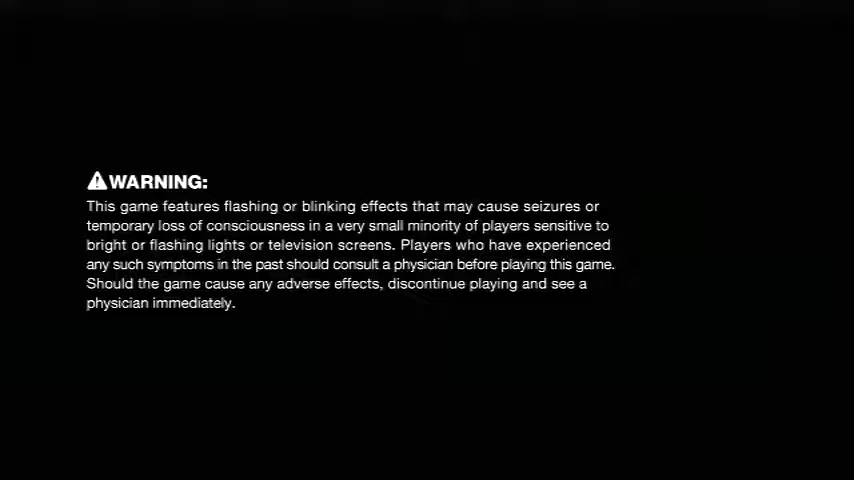 ⚠WARNING:
This game features flashing or blinking effects that may cause seizures or
temporary loss of consciousness in a very small minority of players sensitive to
bright or flashing lights or television screens. Players who have experienced
any such symptoms in the past should consult a physician before playing this game.
Should the game cause any adverse effects, discontinue playing and see a
physician immediately.